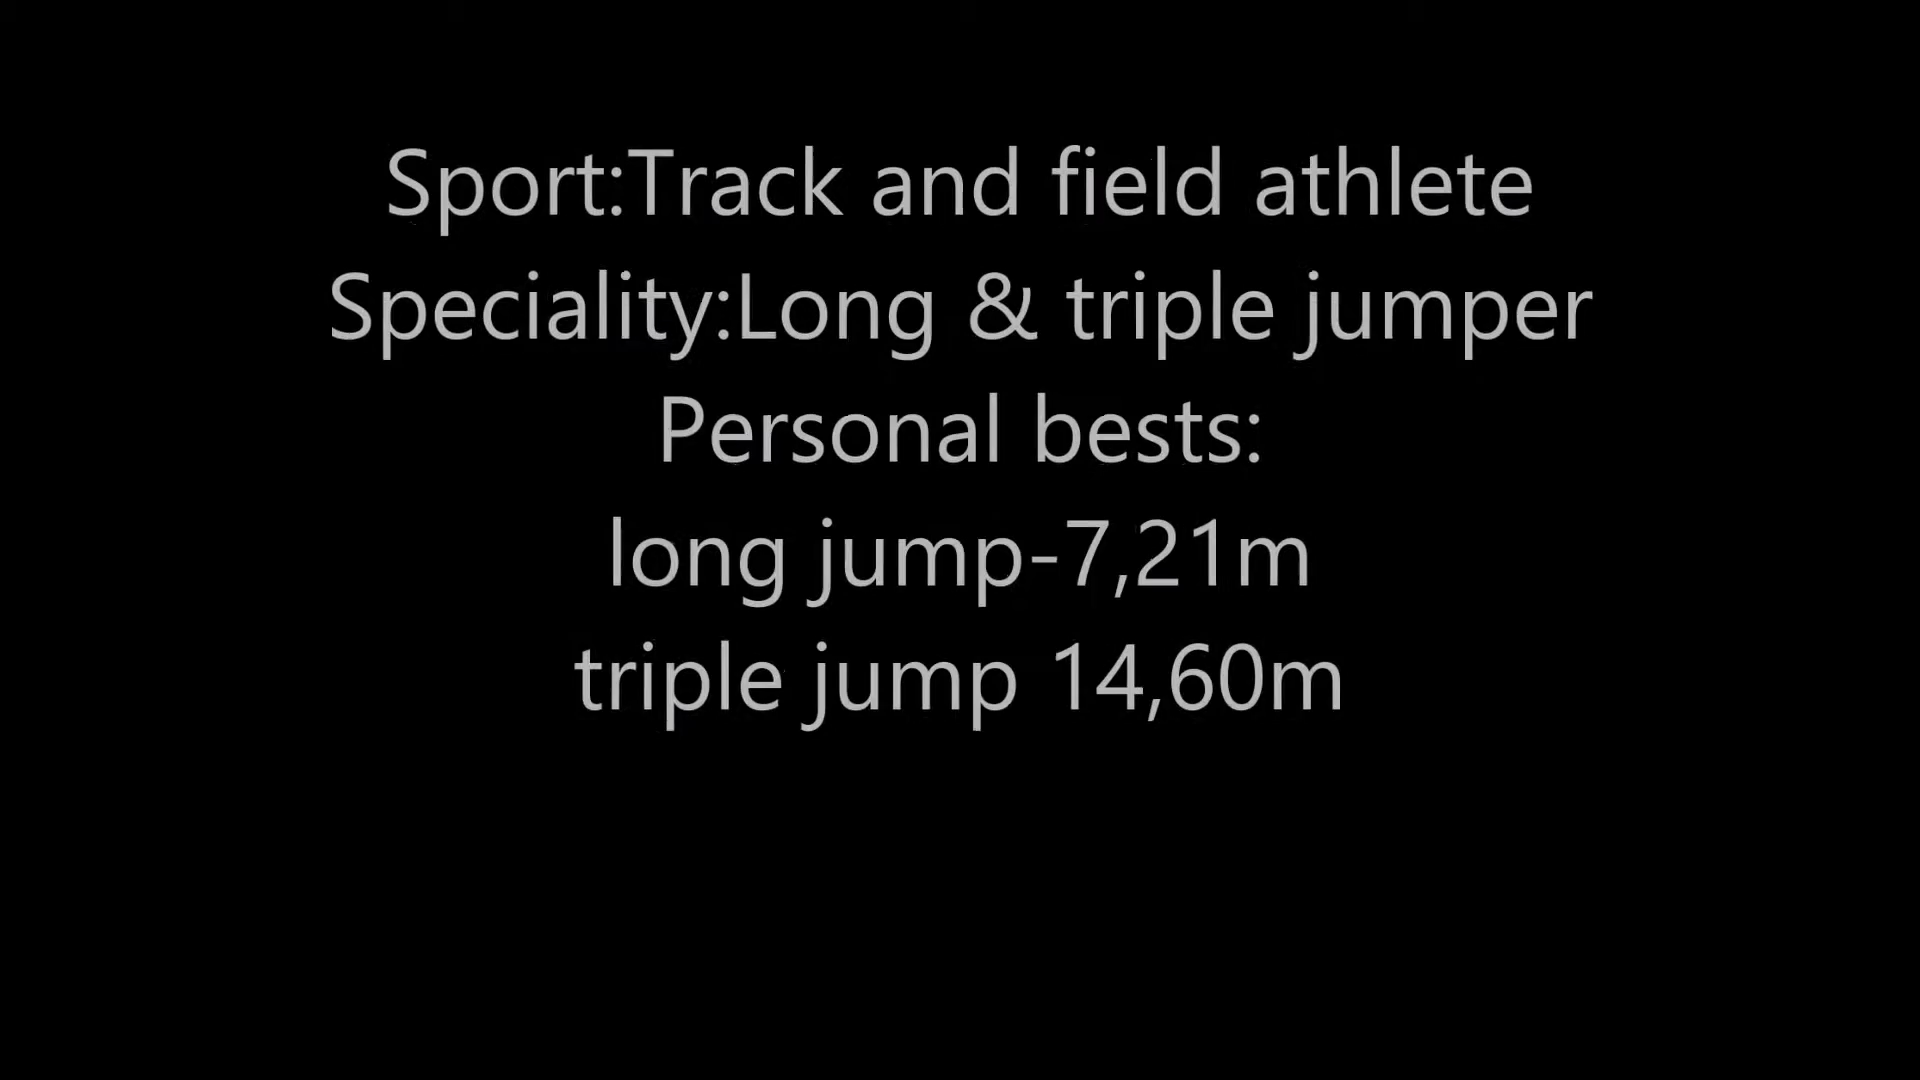 Sport:Track and field athlete
Speciality:Long & triple jumper
Personal bests:
long jump-7,21m
triple jump 14,60m